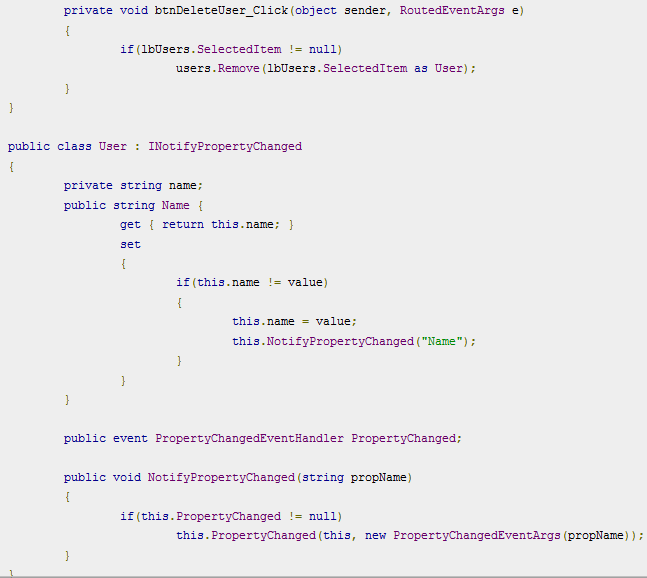 private void btnDeleteUser_Click(object sender, RoutedEventArgs e)
{
if(lbUsers.SelectedItem != null)
users.Remove(lbUsers.SelectedItem as User);
}
}
public class User : INotifyPropertyChanged
{
private string name;
public string Name {
get { return this.name; }
set
{
if(this.name != value)
{
this.name = value;
this.NotifyPropertyChanged("Name");
}
}
}
public event PropertyChangedEventHandler PropertyChanged;
public void NotifyPropertyChanged(string propName)
{
if(this.PropertyChanged != null)
this.PropertyChanged(this, new PropertyChangedEventArgs(propName));
}
}